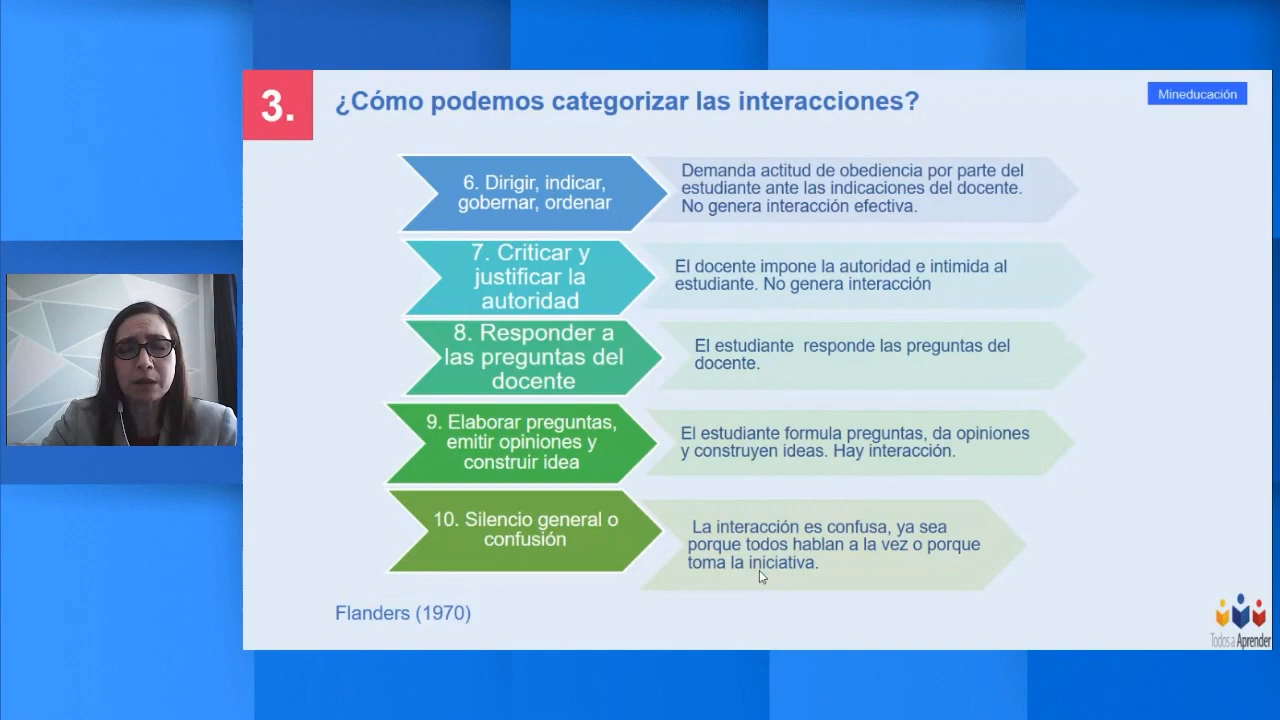 3.
¿Cómo podemos categorizar las interacciones?
Mineducación
6. Dirigir, indicar,
gobernar, ordenar
Demanda actitud de obediencia por parte del
estudiante ante las indicaciones del docente.
No genera interacción efectiva.
7. Criticar y
justificar la
autoridad
El docente impone la autoridad e intimida al
estudiante. No genera interacción
8. Responder a
las preguntas del
docente
El estudiante responde las preguntas del
docente.
9. Elaborar preguntas,
emitir opiniones y
construir idea
El estudiante formula preguntas, da opiniones
y construyen ideas. Hay interacción.
10. Silencio general o
confusión
La interacción es confusa, ya sea
porque todos hablan a la vez o porque
toma la iniciativa.
Flanders (1970)
Todos a Aprender